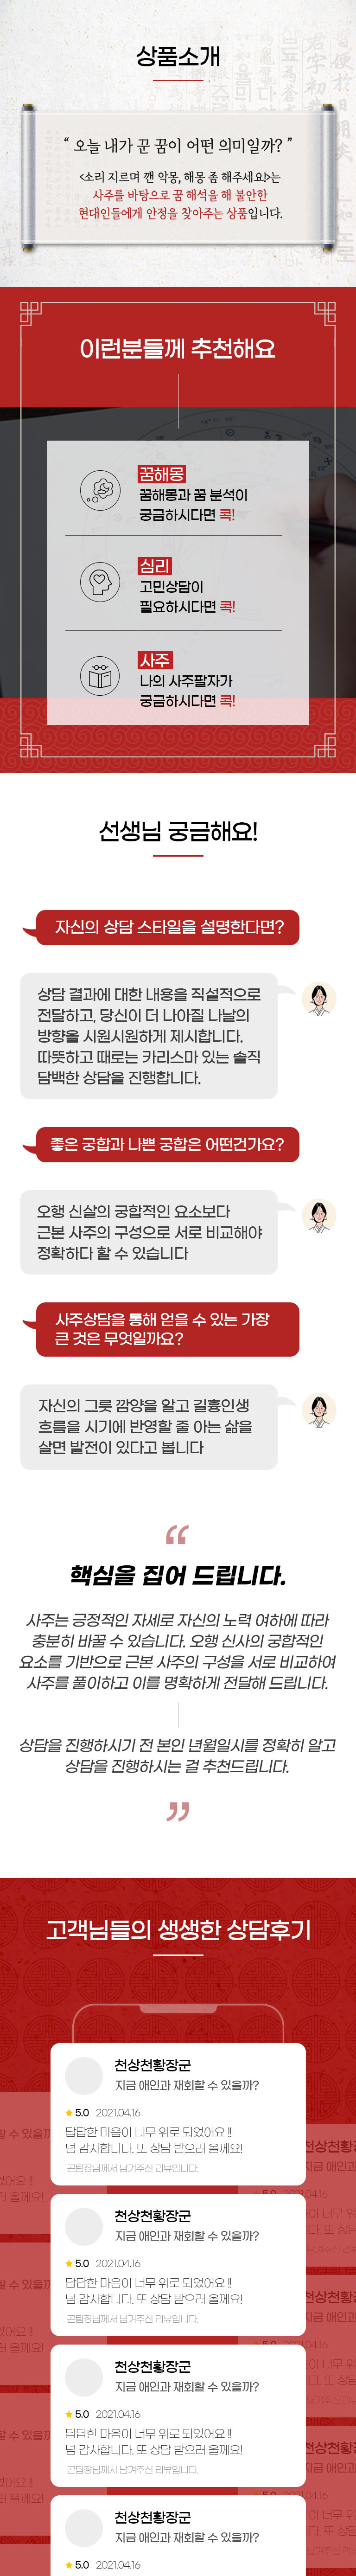 상품소개
“ 오늘 내가 꾼 꿈이 어떤 의미일까? ”
<소리 지르며 깬 악몽, 해몽 좀 해주세요>는
사주를 바탕으로 꿈 해석을 해 불안한
현대인들에게 안정을 찾아주는 상품입니다.
이런분들께 추천해요
꿈해몽
꿈해몽과 꿈 분석이
궁금하시다면 콕!
심리
고민상담이
필요하시다면 콕!
사주
나의 사주팔자가
궁금하시다면 콕!
선생님 궁금해요!
자신의 상담 스타일을 설명한다면?
상담 결과에 대한 내용을 직설적으로
전달하고, 당신이 더 나아질 나날의
방향을 시원시원하게 제시합니다.
따뜻하고 때로는 카리스마 있는 솔직
담백한 상담을 진행합니다.
좋은 궁합과 나쁜 궁합은 어떤건가요?
오행 신살의 궁합적인 요소보다
근본 사주의 구성으로 서로 비교해야
정확하다 할 수 있습니다
사주상담을 통해 얻을 수 있는 가장
큰 것은 무엇일까요?
자신의 그릇 깜양을 알고 길흉인생
흐름을 시기에 반영할 줄 아는 삶을
살면 발전이 있다고 봅니다
“
핵심을 집어 드립니다.
사주는 긍정적인 자세로 자신의 노력 여하에 따라
충분히 바꿀 수 있습니다. 오행 신사의 궁합적인
요소를 기반으로 근본 사주의 구성을 서로 비교하여
사주를 풀이하고 이를 명확하게 전달해 드립니다.
상담을 진행하시기 전 본인 년월일시를 정확히 알고
상담을 진행하시는 걸 추천드립니다.
”
고객님들의 생생한 상담후기
천상천황장군
지금 애인과 재회할 수 있을까?
★ 5.0 2021.04.16
답답한 마음이 너무 위로 되었어요 !!
넘 감사합니다. 또 상담 받으러 올께요!
곤팀장님께서 남겨주신 리뷰입니다.
천상천황장군
지금 애인과 재회할 수 있을까?
★ 5.0 2021.04.16
답답한 마음이 너무 위로 되었어요 !!
넘 감사합니다. 또 상담 받으러 올께요!
곤팀장님께서 남겨주신 리뷰입니다.
천상천황장군
지금 애인과 재회할 수 있을까?
★ 5.0 2021.04.16
답답한 마음이 너무 위로 되었어요 !!
넘 감사합니다. 또 상담 받으러 올께요!
곤팀장님께서 남겨주신 리뷰입니다.
천상천황장군
지금 애인과 재회할 수 있을까?
★ 5.0 2021.04.16